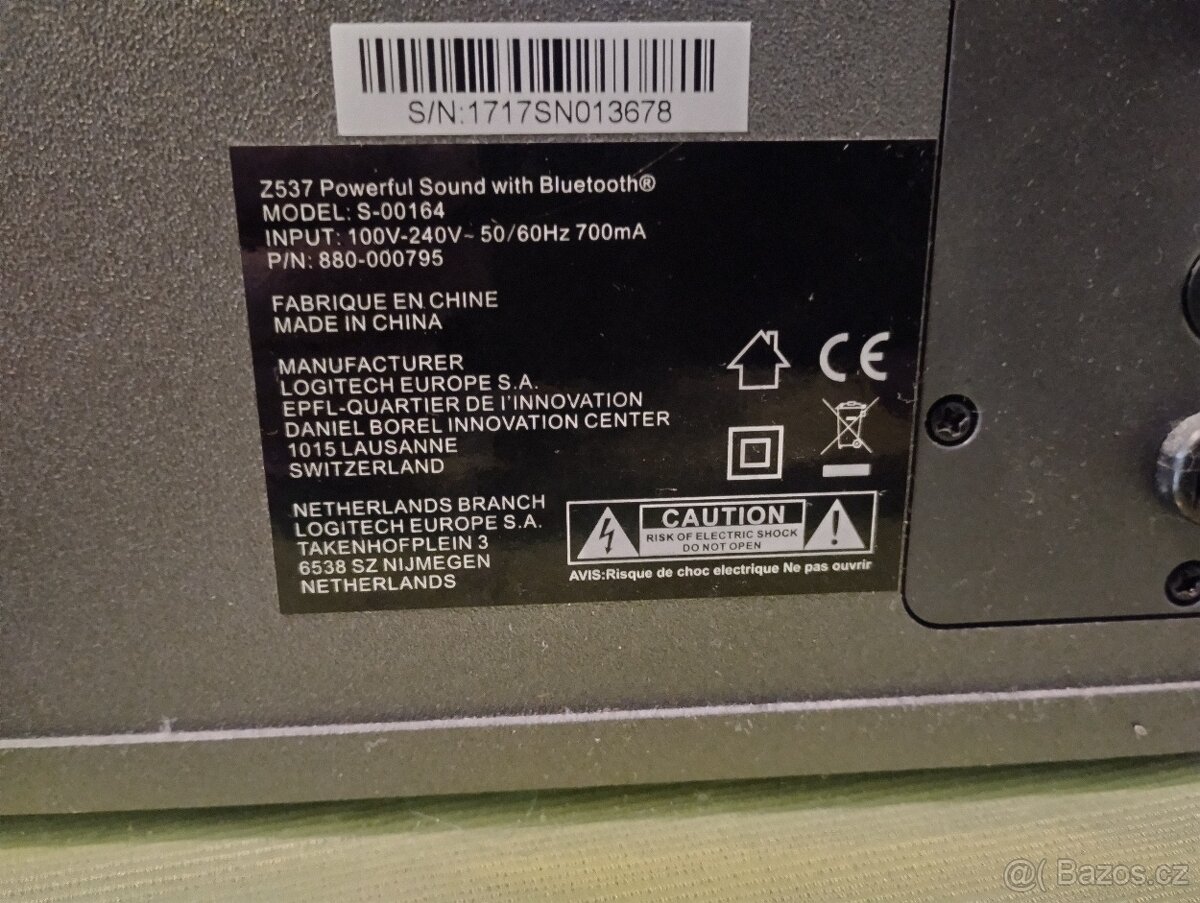 S/N:1717SN013678
Z537 Powerful Sound with Bluetooth®
MODEL: S-00164
INPUT: 100V-240V~ 50/60Hz 700mA
P/N: 880-000795
FABRIQUE EN CHINE
MADE IN CHINA
MANUFACTURER
LOGITECH EUROPE S.A.
EPFL-QUARTIER DE I'INNOVATION
DANIEL BOREL INNOVATION CENTER
1015 LAUSANNE
SWITZERLAND
CE
NETHERLANDS BRANCH
LOGITECH EUROPE S.A.
TAKENHOFPLEIN 3
6538 SZ NIJMEGEN
NETHERLANDS
CAUTION
RISK OF ELECTRIC SHOCK
DO NOT OPEN
AVIS:Risque de choc electrique Ne pas ouvrir
@( Bazos.cz